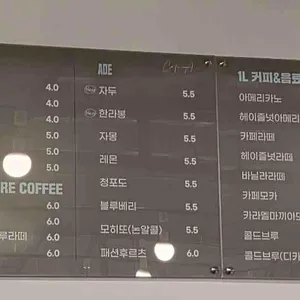 4.0
4.0
4.0
5.0
5.0
5.0
RE COFFEE
6.0
6.0
루라떼 6.0
6.0
ADE
자두 5.5
한라봉 5.5
자몽 5.5
레몬 5.5
청포도 5.5
블루베리 5.5
모히또(논알콜) 5.5
패션후르츠 6.0
1L 커피&음료
아메리카노
헤이즐넛아메리
카페라떼
헤이즐넛라떼
바닐라라떼
카페모카
카라멜마끼아또
콜드브루
콜드브루(디카